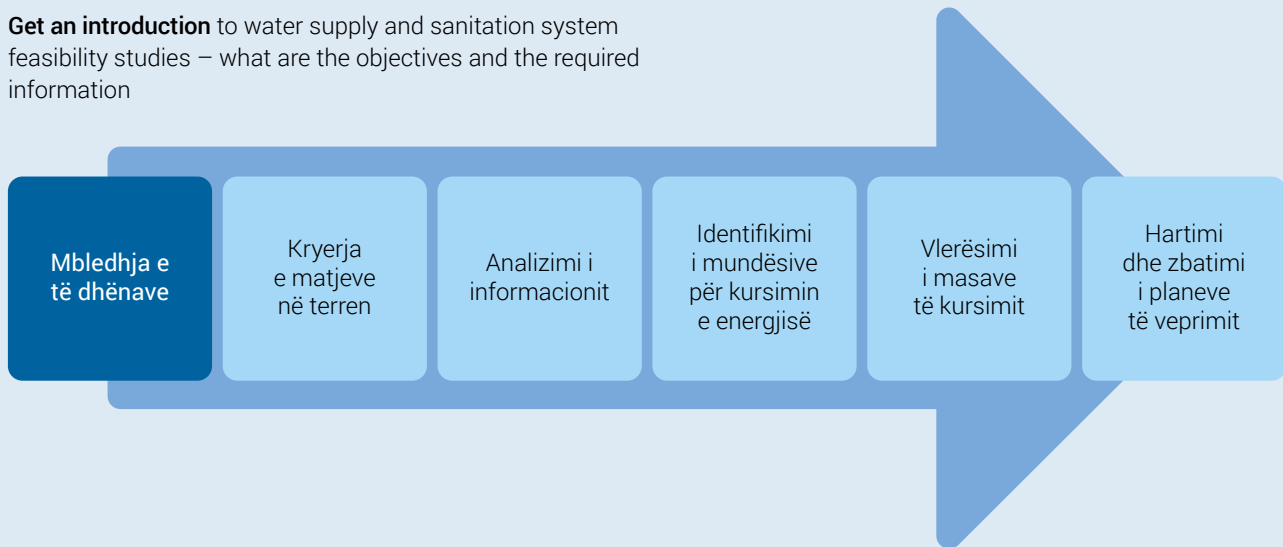 Get an introduction to water supply and sanitation system
feasibility studies – what are the objectives and the required
information
Mbledhja e
të dhënave
Kryerja
e matjeve
në terren
Analizimi i
informacionit
Identifikimi
i mundësive
për kursimin
e energjisë
Vlerësimi
i masave
të kursimit
Hartimi
dhe zbatimi
i planeve
të veprimit